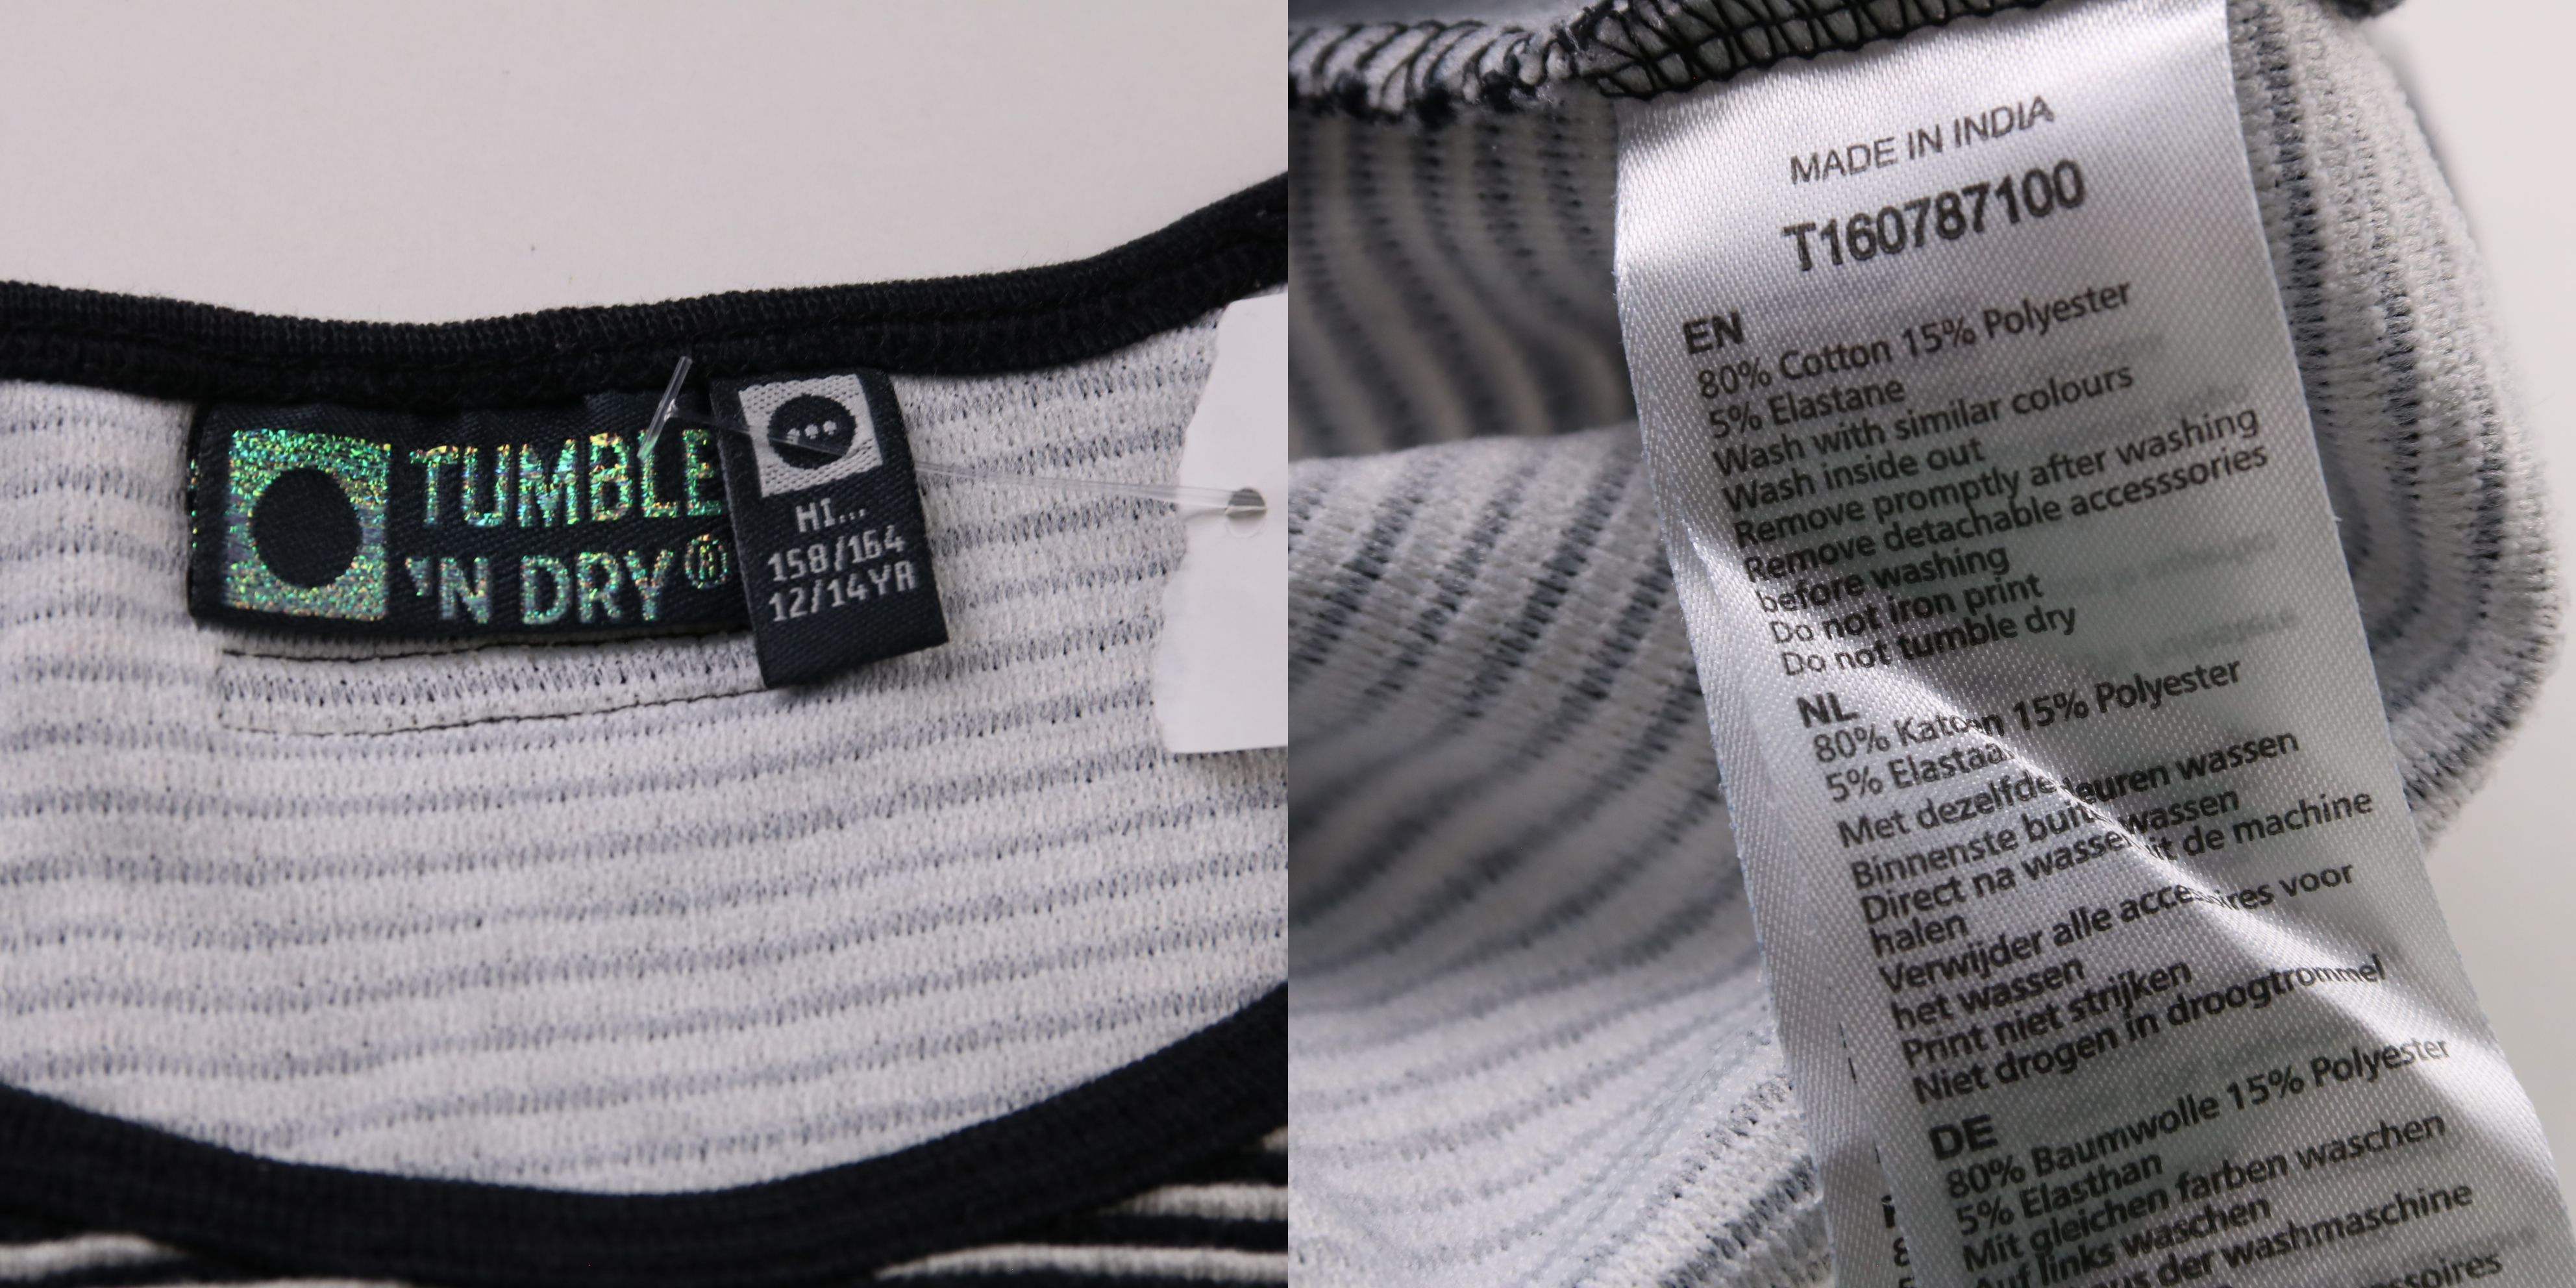 TUMBLE
'N DRY®
HI...
158/164
12/14YR
MADE IN INDIA
T160787100
EN
80% Cotton 15% Polyester
5% Elastane
Wash with similar colours
Wash inside out
Remove promptly after washing
Remove detachable accesssories
before washing
Do not iron print
Do not tumble dry
NL
80% Katoen 15% Polyester
5% Elastaan
Met dezelfde kleuren wassen
Binnenste buiten wassen
Direct na wassen uit de machine
halen
Verwijder alle accessoires voor
het wassen
Print niet strijken
Niet drogen in droogtrommel
DE
80% Baumwolle 15% Polyester
5% Elasthan
Mit gleichen farben waschen
Auf links waschen
der washmaschine